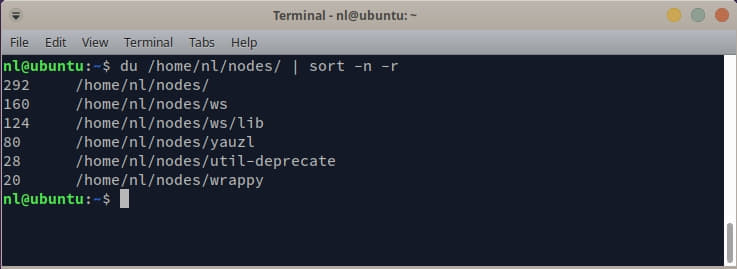 Terminal - nl@ubuntu: ~
File Edit View Terminal Tabs Help
nl@ubuntu:~$ du /home/nl/nodes/ | sort -n -r
292 /home/nl/nodes/
160 /home/nl/nodes/ws
124 /home/nl/nodes/ws/lib
80 /home/nl/nodes/yauzl
28 /home/nl/nodes/util-deprecate
20 /home/nl/nodes/wrappy
nl@ubuntu:~$